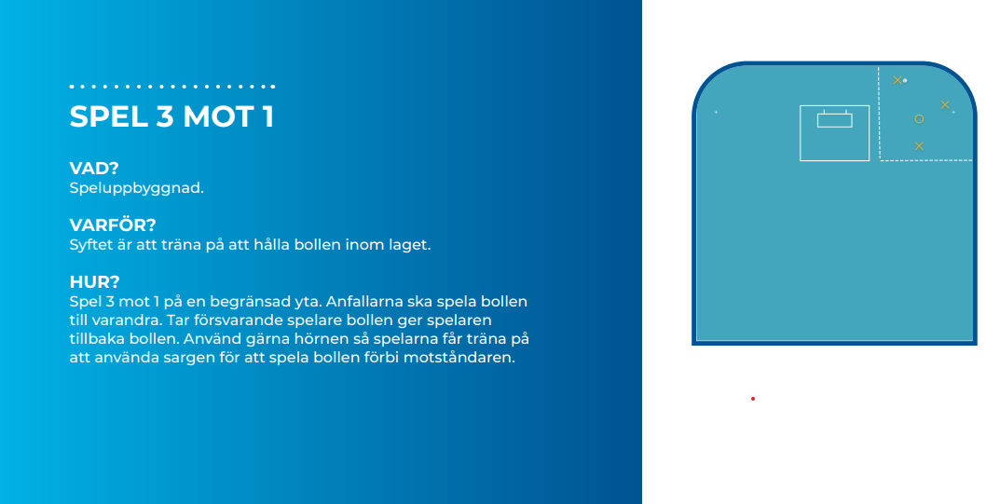 SPEL 3 MOT 1
VAD?
Speluppbyggnad.
VARFÖR?
Syftet är att träna på att hålla bollen inom laget.
HUR?
Spel 3 mot 1 på en begränsad yta. Anfallarna ska spela bollen
till varandra. Tar försvarande spelare bollen ger spelaren
tillbaka bollen. Använd gärna hörnen så spelarna får träna på
att använda sargen för att spela bollen förbi motståndaren.